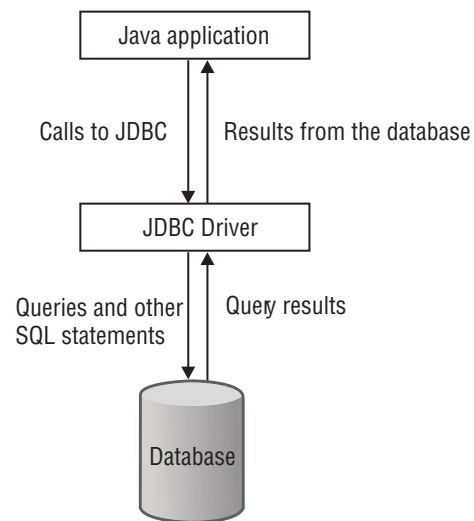 Java application
Calls to JDBC
Results from the database
JDBC Driver
Queries and other
SQL statements
Query results
Database